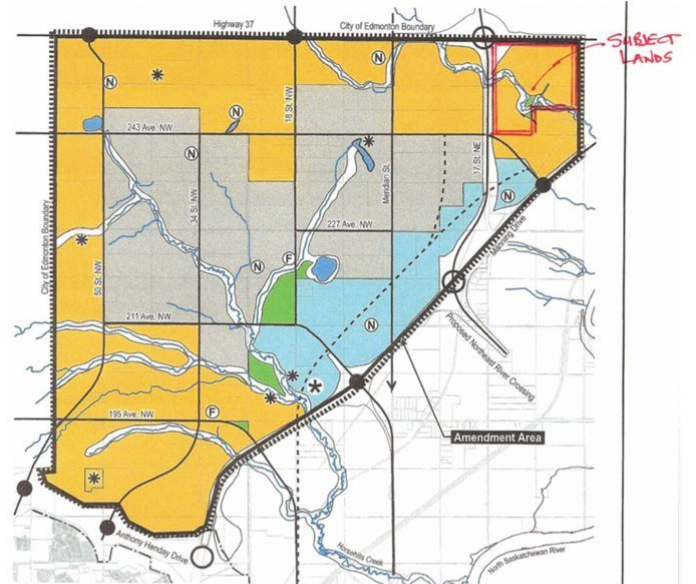 Highway 37
City of Edmonton Boundary
SUBJECT
LANDS
N
N
N
18 St. NW
243 Ave. NW
N
34 St. NW
Meridian St.
17 St. NE
N
City of Edmonton Boundary
50 St. NW
227 Ave. NW
N
F
Manning Drive
211 Ave. NW
N
Proposed Northeast River Crossing
195 Ave. NW
F
Amendment Area
Anthony Henday Drive
Horsehills Creek
North Saskatchewan River